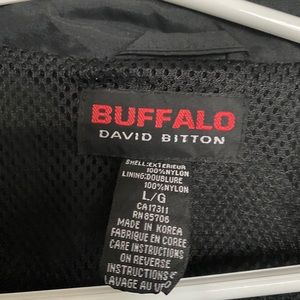 BUFFALO
DAVID BITTON
SHELL:EXTERIEUR
100%NYLON
LINING:DOUBLURE
100%NYLON
L/G
CA17311
RN85706
MADE IN KOREA
FABRIQUE EN COREE
CARE INSTRUCTIONS
ON REVERSE
INSTRUCTIONS
LAVAGE AU